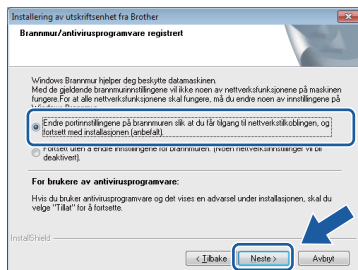 Installering av utskriftsenhet fra Brother
Brannmur/antivirusprogramvare registrert
Windows Brannmur hjelper deg beskytte datamaskinen.
Med de gjeldende brannmurinnstillingene vil ikke noen av nettverksfunksjonene på maskinen
fungere.For at alle nettverksfunksjonene skal fungere, må du endre noen av innstillingene på
Windows Brannmur.
Endre portinnstillingene på brannmuren slik at du får tilgang til nettverkstilkoblingen, og
fortsett med installasjonen (anbefalt).
Fortsett uten å endre innstillingene for brannmuren. (Noen nettverksinnstillinger vil bli
deaktivert).
For brukere av antivirusprogramvare:
Hvis du bruker antivirusprogramvare og det vises en advarsel under installasjonen, skal du
velge "Tillat" for å fortsette.
InstallShield
< Tilbake Neste > Avbryt